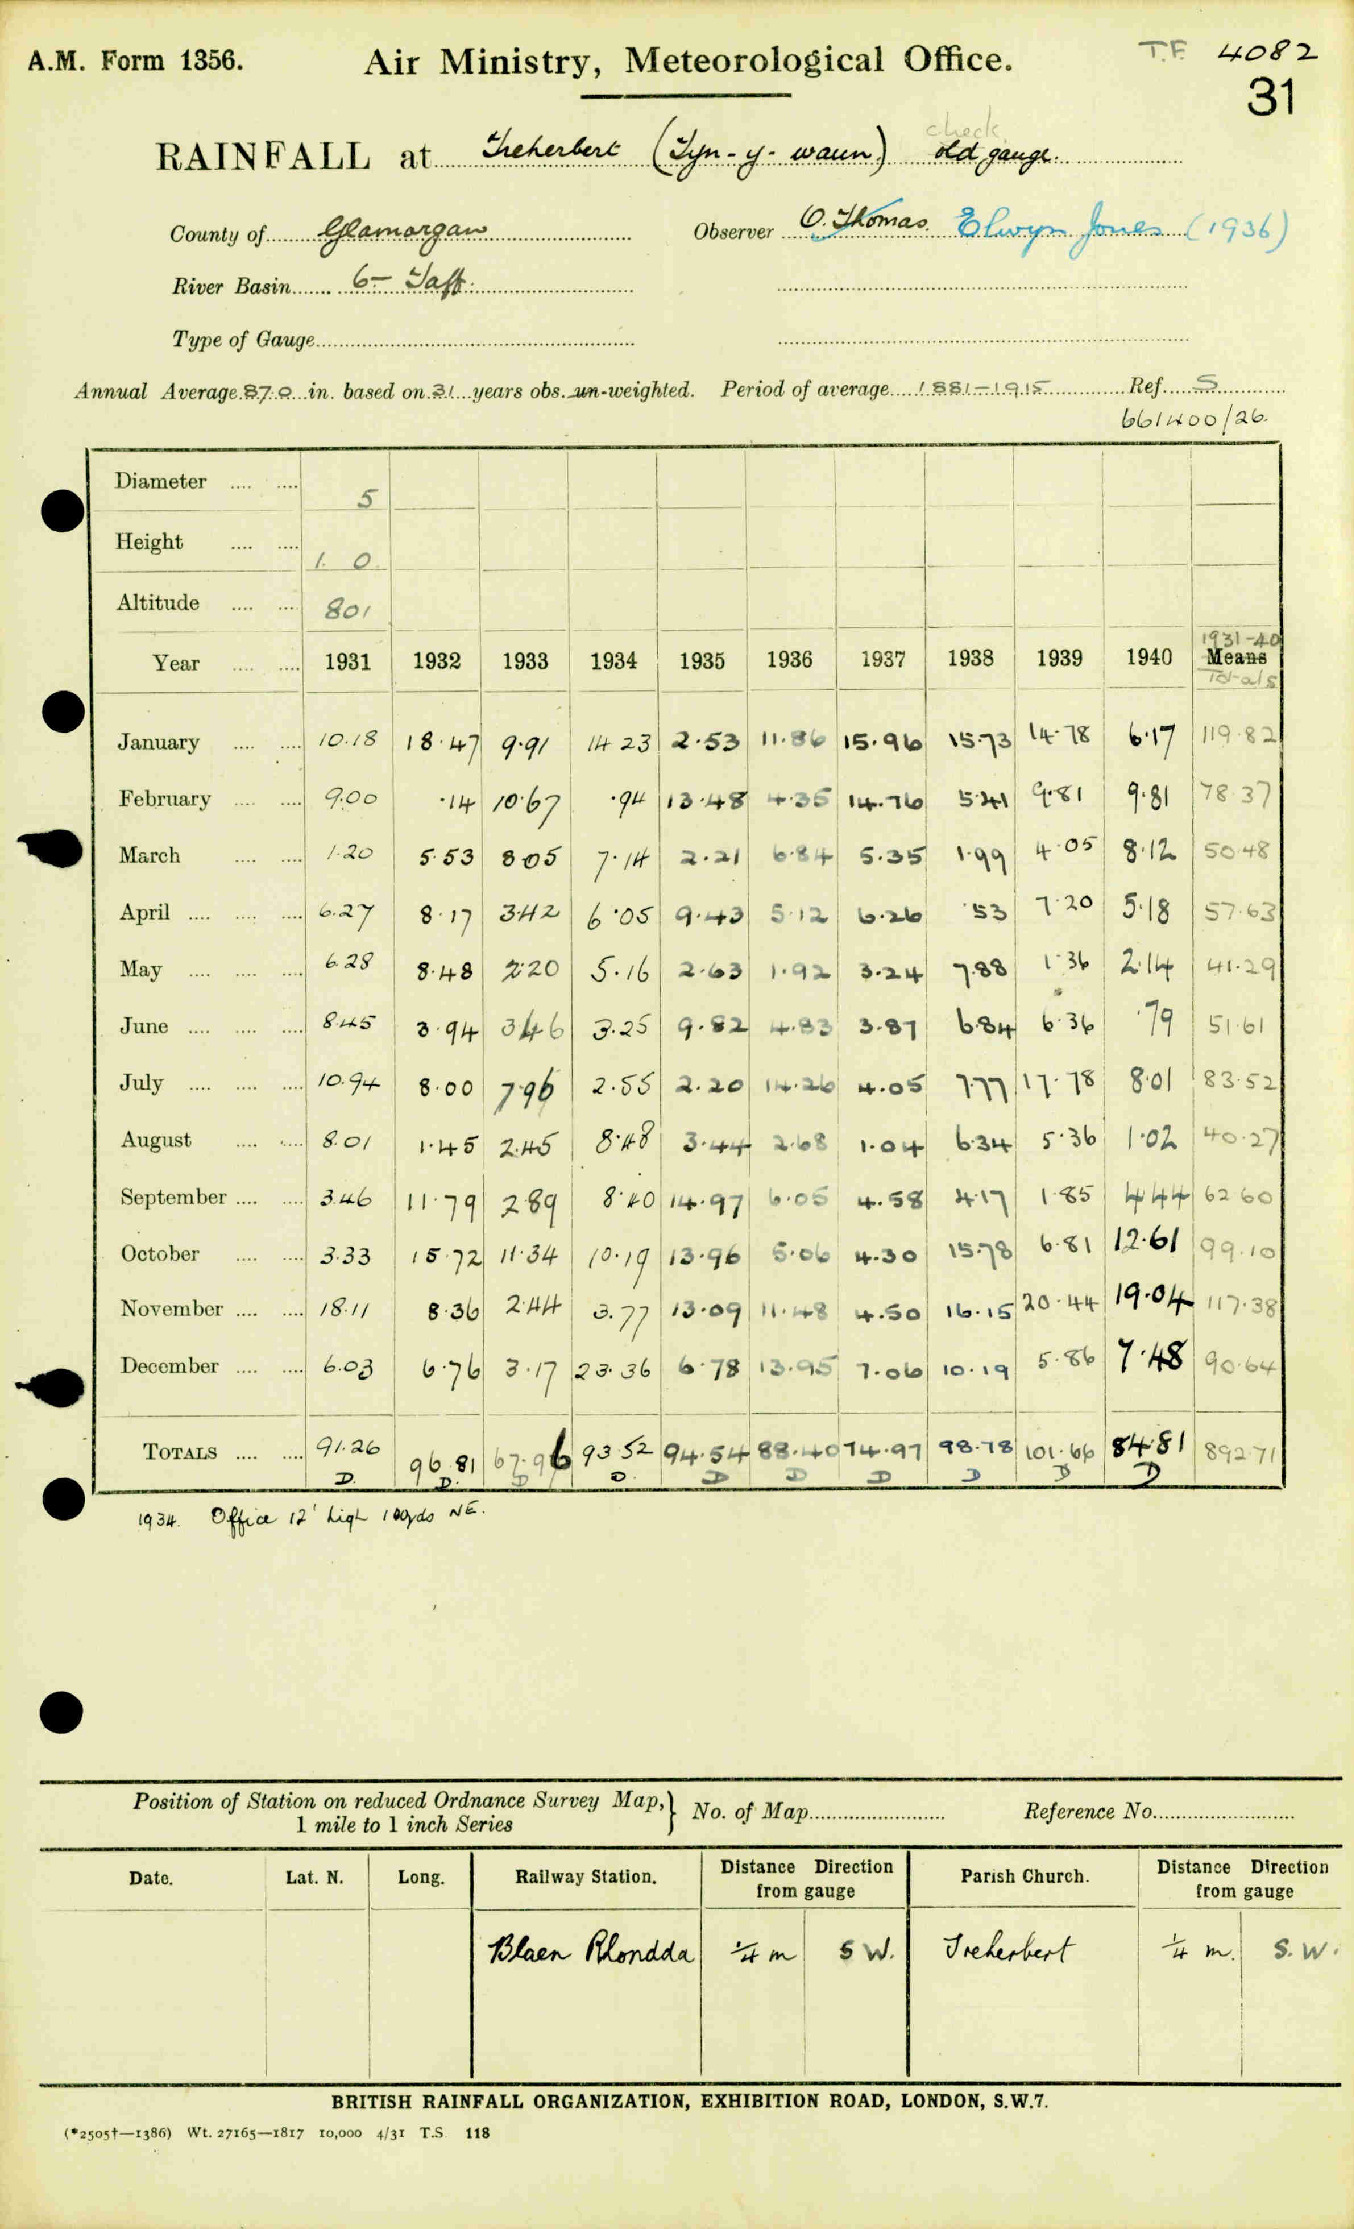 A.M. Form 1356. Air Ministry, Meteorological Office. T.F. 4082
31
check
RAINFALL at Treherbert (Tyn-y-waun) old gauge.
County of Glamorgan Observer O. Thomas. Elwyn Jones (1936)
River Basin 6- Taff.
Type of Gauge
Annual Average 87.0 in. based on 31 years obs. un-weighted. Period of average 1881-1915 Ref. S
661400/26.
Diameter 5
Height 1. 0.
Altitude 801
1931-40
Year 1931 1932 1933 1934 1935 1936 1937 1938 1939 1940 Means
Totals
January 10.18 18.47 9.91 14 23 2.53 11.86 15.96 15.73 14.78 6.17 119.82
February 9.00 .14 10.67 .94 13.48 4.35 14.76 5.41 9.81 9.81 78.37
March 1.20 5.53 8 05 7.14 2.21 6.84 5.35 1.99 4.05 8.12 50.48
April 6.27 8.17 3.42 6.05 9.43 5.12 6.26 .53 7.20 5.18 57.63
May 6.28 8.48 2.20 5.16 2.63 1.92 3.24 7.88 1.36 2.14 41.29
June 8.45 3.94 3.46 3.25 9.82 4.83 3.87 6.84 6.36 .79 51.61
July 10.94 8.00 7.96 2.55 2.20 14.26 4.05 7.77 17.78 8.01 83.52
August 8.01 1.45 2.45 8.48 3.44 2.68 1.04 6.34 5.36 1.02 40.27
September 3.46 11.79 2.89 8.40 14.97 6.05 4.58 4.17 1.85 4.44 62 60
October 3.33 15.72 11.34 10.19 13.96 5.06 4.30 15.78 6.81 12.61 99.10
November 18.11 8.36 2.44 3.77 13.09 11.48 4.50 16.15 20.44 19.04 117.38
December 6.03 6.76 3.17 23.36 6.78 13.95 7.06 10.19 5.86 7.48 90.64
TOTALS 91.26 96.81 67.96 93.52 94.54 88.40 74.97 98.78 101.66 84.81 892.71
D. D. D D. D D D D D D
1934. Office 12' high 100yds NE.
Position of Station on reduced Ordnance Survey Map,} No. of Map Reference No.
1 mile to 1 inch Series
Date. Lat. N. Long. Railway Station. Distance Direction from gauge Parish Church. Distance Direction from gauge
Blaen Rhondda ¼ m S W. Treherbert ¼ m. S. W.
BRITISH RAINFALL ORGANIZATION, EXHIBITION ROAD, LONDON, S.W.7.
(*2505†—1386) Wt. 27165—1817 10,000 4/31 T.S. 118